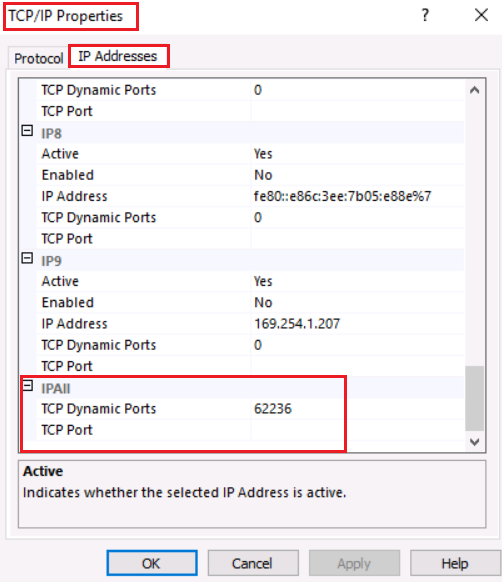 TCP/IP Properties ? ×
Protocol IP Addresses
TCP Dynamic Ports 0
TCP Port
IP8
Active Yes
Enabled No
IP Address fe80::e86c:3ee:7b05:e88e%7
TCP Dynamic Ports 0
TCP Port
IP9
Active Yes
Enabled No
IP Address 169.254.1.207
TCP Dynamic Ports 0
TCP Port
IPAll
TCP Dynamic Ports 62236
TCP Port
Active
Indicates whether the selected IP Address is active.
OK Cancel Apply Help